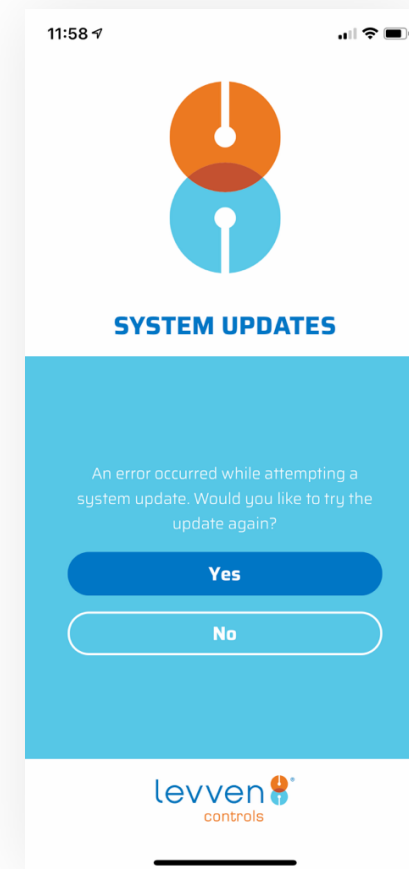 11:58
SYSTEM UPDATES
An error occurred while attempting a
system update. Would you like to try the
update again?
Yes
No
levven
controls